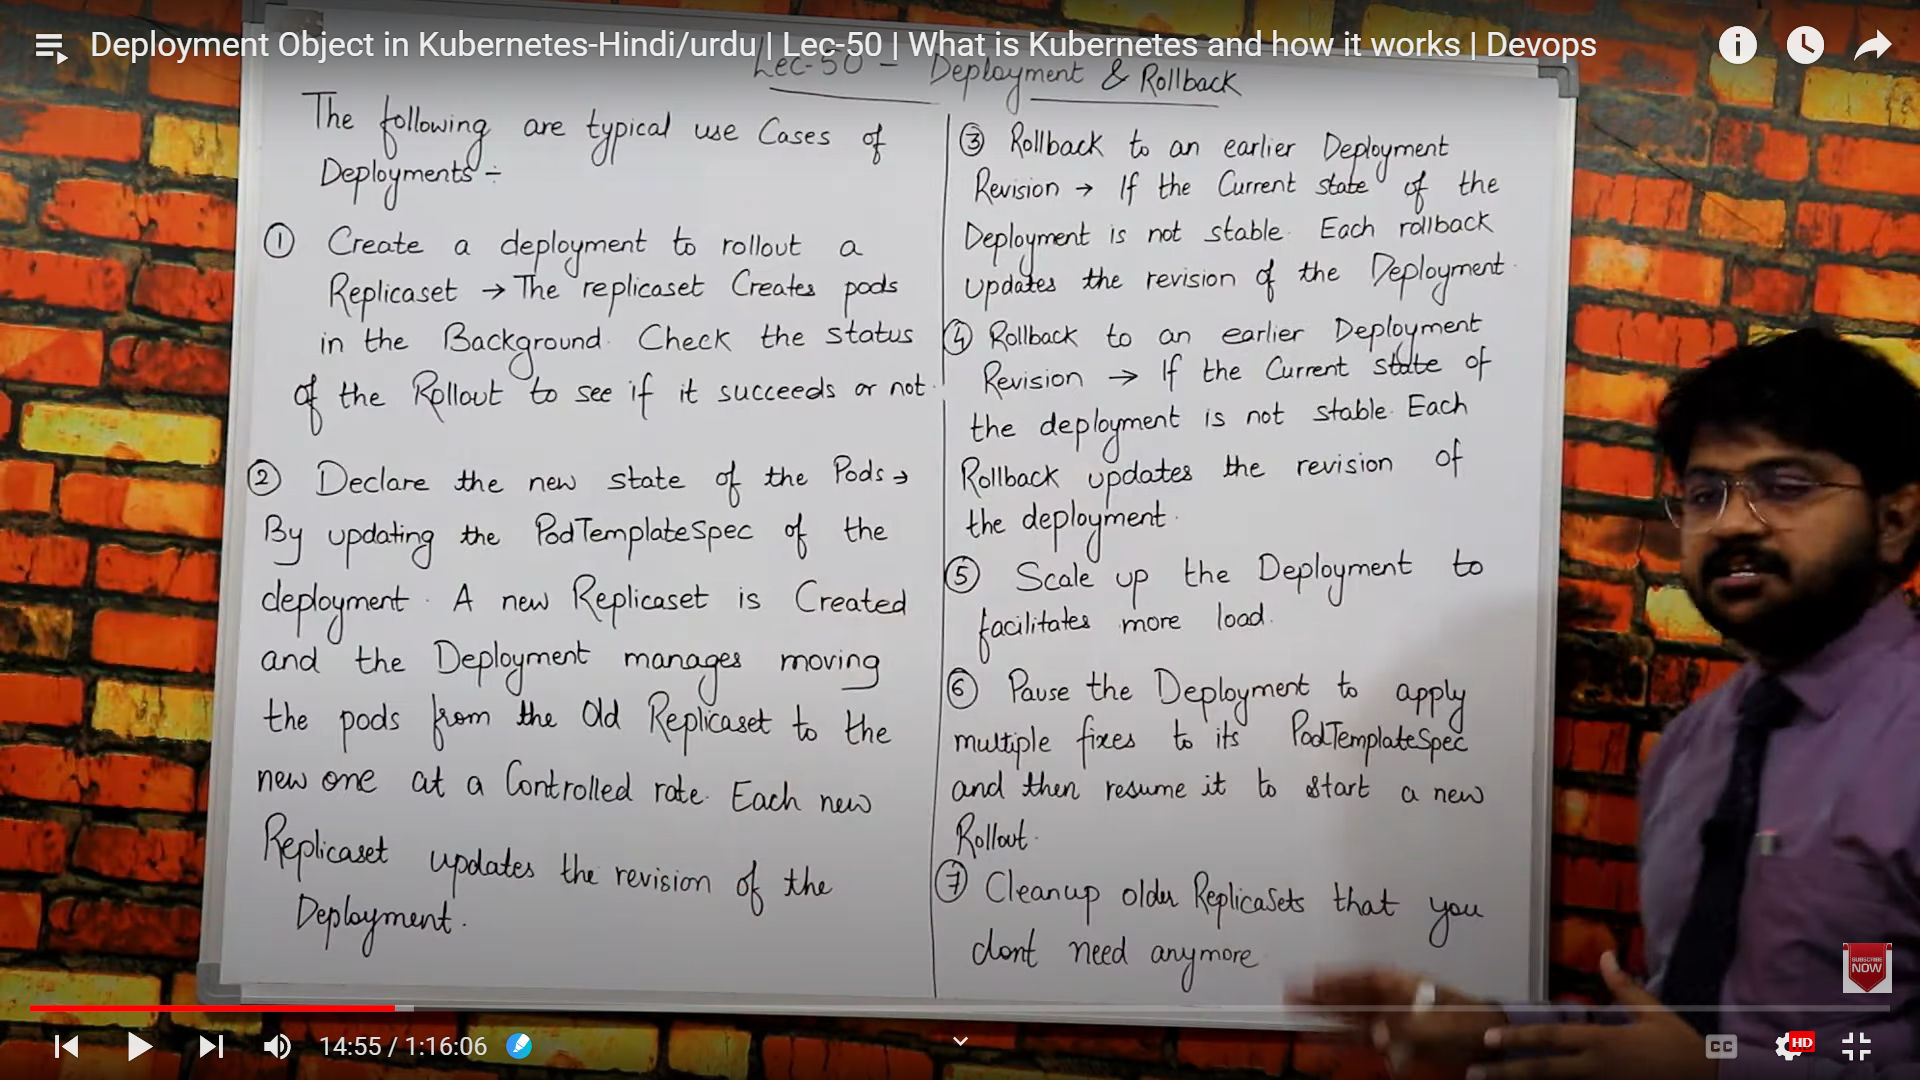 Deployment Object in Kubernetes-Hindi/urdu | Lec-50 | What is Kubernetes and how it works | Devops
Lec-50 - Deployment & Rollback
The following are typical use Cases of
Deployments ÷
① Create a deployment to rollout a
Replicaset → The replicaset Creates pods
in the Background. Check the status
of the Rollout to see if it succeeds or not.
② Declare the new state of the Pods →
By updating the PodTemplateSpec of the
deployment. A new Replicaset is Created
and the Deployment manages moving
the pods from the Old Replicaset to the
new one at a Controlled rate. Each new
Replicaset updates the revision of the
Deployment.
③ Rollback to an earlier Deployment
Revision → If the Current state of the
Deployment is not stable. Each rollback
updates the revision of the Deployment.
④ Rollback to an earlier Deployment
Revision → If the Current state of
the deployment is not stable. Each
Rollback updates the revision of
the deployment.
⑤ Scale up the Deployment to
facilitates more load.
⑥ Pause the Deployment to apply
multiple fixes to its PodTemplateSpec
and then resume it to start a new
Rollout.
⑦ Cleanup older ReplicaSets that you
dont need anymore
SUBSCRIBE
NOW
14:55 / 1:16:06
CC
HD